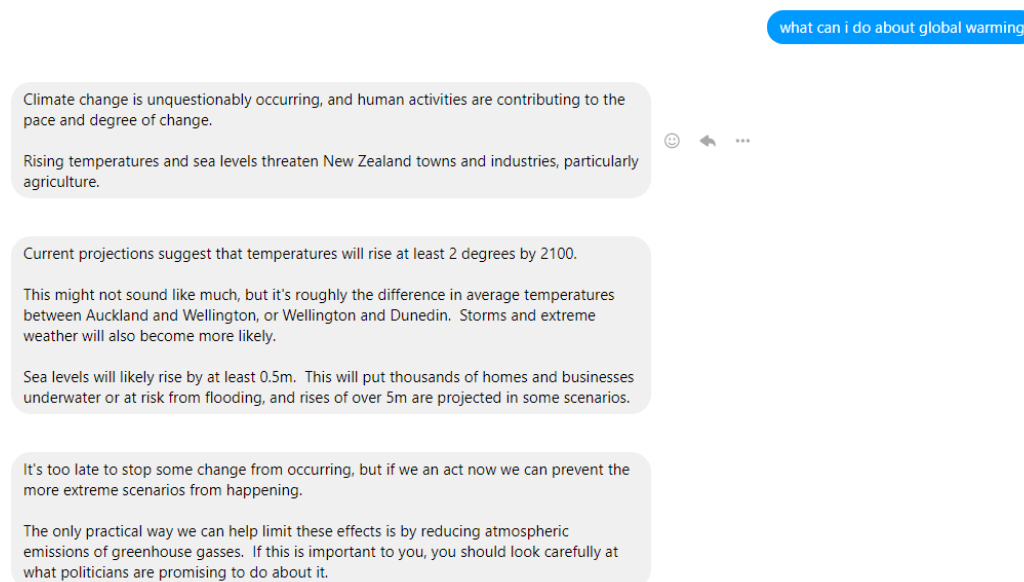 what can i do about global warming
Climate change is unquestionably occurring, and human activities are contributing to the
pace and degree of change.
Rising temperatures and sea levels threaten New Zealand towns and industries, particularly
agriculture.
Current projections suggest that temperatures will rise at least 2 degrees by 2100.
This might not sound like much, but it's roughly the difference in average temperatures
between Auckland and Wellington, or Wellington and Dunedin.  Storms and extreme
weather will also become more likely.
Sea levels will likely rise by at least 0.5m.  This will put thousands of homes and businesses
underwater or at risk from flooding, and rises of over 5m are projected in some scenarios.
It's too late to stop some change from occurring, but if we an act now we can prevent the
more extreme scenarios from happening.
The only practical way we can help limit these effects is by reducing atmospheric
emissions of greenhouse gasses.  If this is important to you, you should look carefully at
what politicians are promising to do about it.